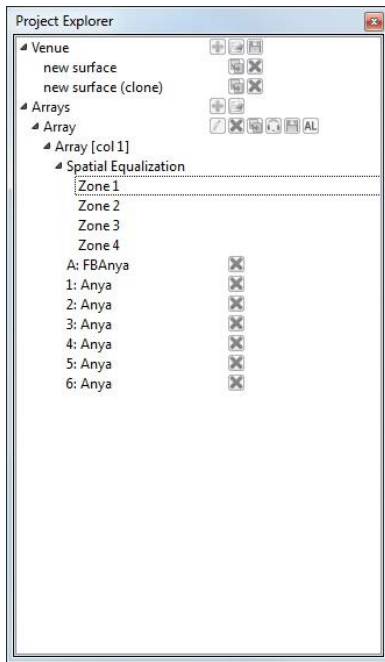 Project Explorer
Venue
new surface
new surface (clone)
Arrays
Array AL
Array [col 1]
Spatial Equalization
Zone 1
Zone 2
Zone 3
Zone 4
A: FBAnya
1: Anya
2: Anya
3: Anya
4: Anya
5: Anya
6: Anya